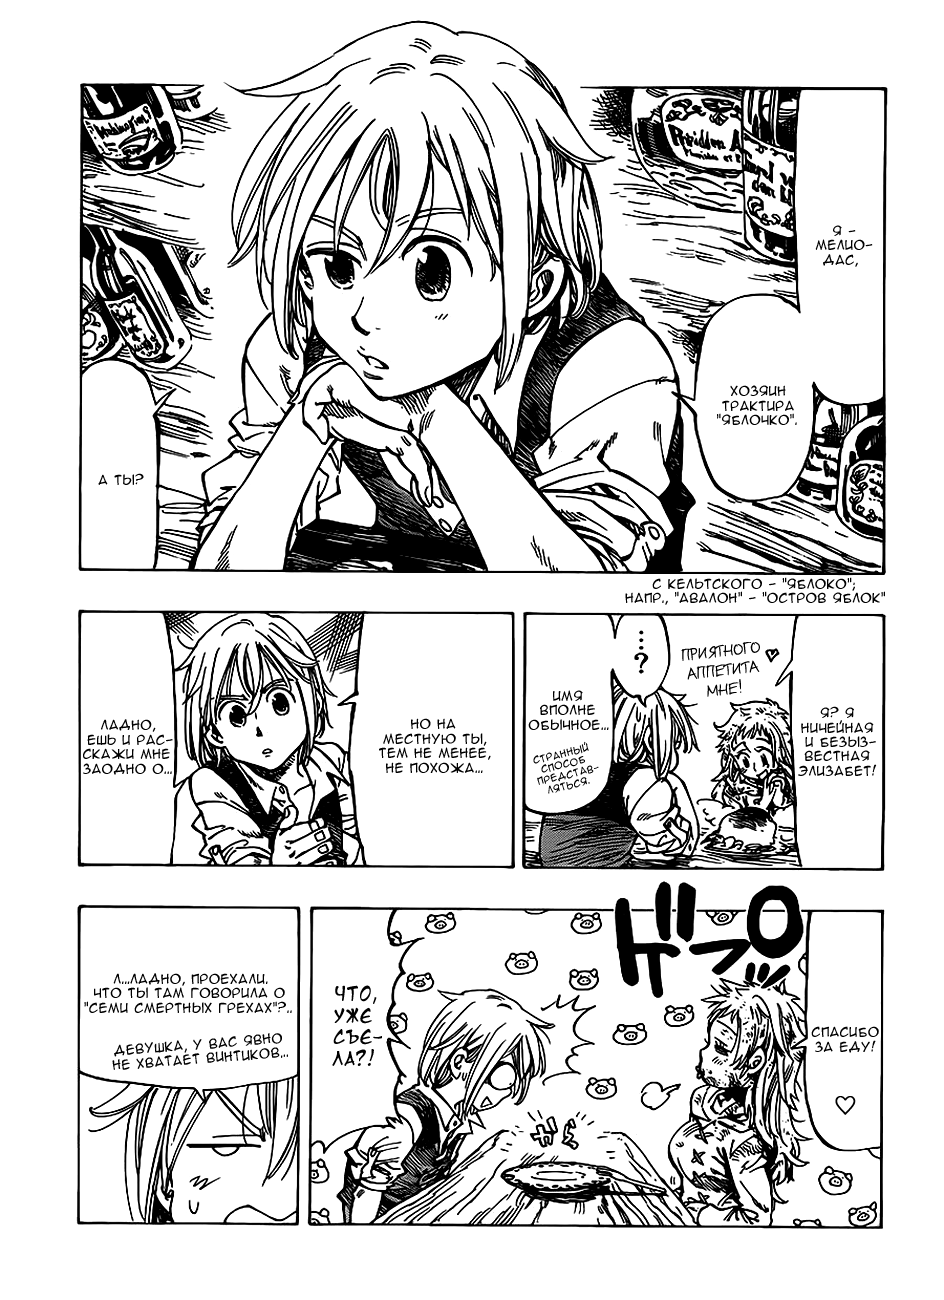 Я -
МЕЛИО-
ДАС,
ХОЗЯИН
ТРАКТИРА
"ЯБЛОЧКО".
А ТЫ?
С КЕЛЬТСКОГО - "ЯБЛОКО";
НАПР., "АВАЛОН" - "ОСТРОВ ЯБЛОК"
Я? Я
НИЧЕЙНАЯ
И БЕЗЫЗ-
ВЕСТНАЯ
ЭЛИЗАБЕТ!
ПРИЯТНОГО
АППЕТИТА
МНЕ!
...?
ИМЯ
ВПОЛНЕ
ОБЫЧНОЕ...
СТРАННЫЙ
СПОСОБ
ПРЕДСТАВ-
ЛЯТЬСЯ.
НО НА
МЕСТНУЮ ТЫ,
ТЕМ НЕ МЕНЕЕ,
НЕ ПОХОЖА...
ЛАДНО,
ЕШЬ И РАС-
СКАЖИ МНЕ
ЗАОДНО О...
СПАСИБО
ЗА ЕДУ!
♡
ゲプッ
ЧТО,
УЖЕ
СЪЕ-
ЛА?!
Л...ЛАДНО, ПРОЕХАЛИ.
ЧТО ТЫ ТАМ ГОВОРИЛА О
"СЕМИ СМЕРТНЫХ ГРЕХАХ"?..
ДЕВУШКА, У ВАС ЯВНО
НЕ ХВАТАЕТ ВИНТИКОВ...